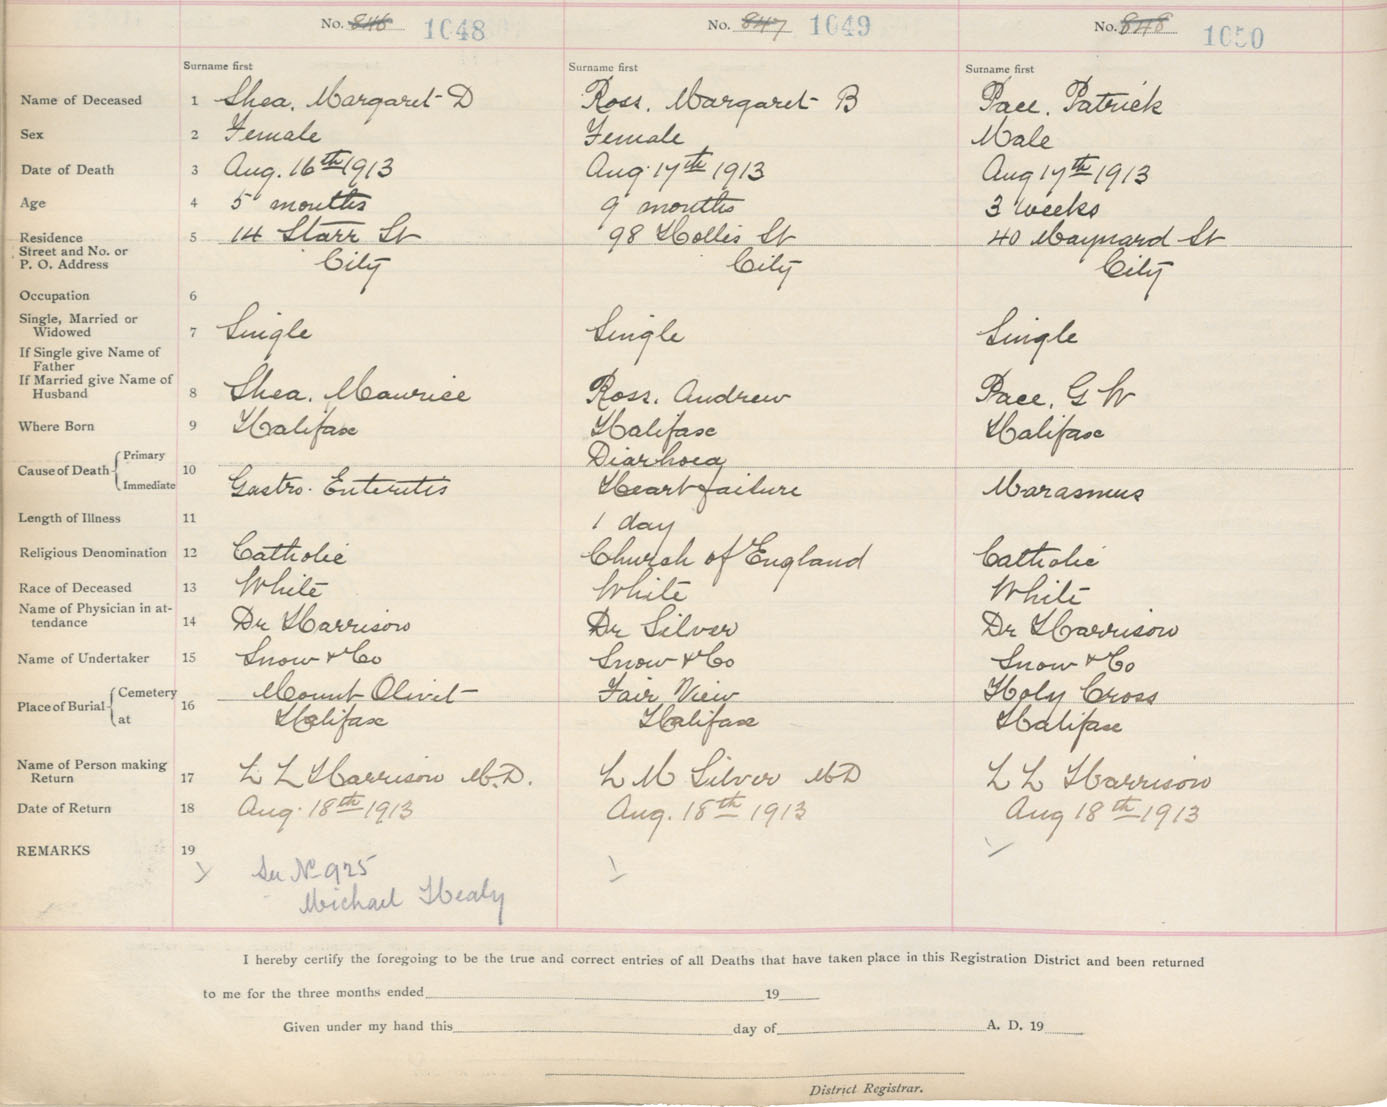 No. 846 1048 No. 847 1049 No. 848 1050
Surname first Surname first Surname first
Name of Deceased 1 Shea, Margaret D Ross, Margaret B Pace, Patrick
Sex 2 Female Female Male
Date of Death 3 Aug. 16th 1913 Aug 17th 1913 Aug 17th 1913
Age 4 5 months 9 months 3 weeks
Residence 5 14 Starr St 98 Hollis St 40 Maynard St
Street and No. or
P. O. Address City City City
Occupation 6
Single, Married or
Widowed 7 Single Single Single
If Single give Name of
Father
If Married give Name of
Husband 8 Shea, Maurice Ross, Andrew Pace, G W
Where Born 9 Halifax Halifax Halifax
Cause of Death Primary 10 Diarhoea
Immediate Gastro-Enteritis Heart failure Marasmus
Length of Illness 11 1 day
Religious Denomination 12 Catholic Church of England Catholic
Race of Deceased 13 White White White
Name of Physician in at-
tendance 14 Dr Harrison Dr Silver Dr Harrison
Name of Undertaker 15 Snow & Co Snow & Co Snow & Co
Place of Burial Cemetery 16 Mount Olivet Fair View Holy Cross
at Halifax Halifax Halifax
Name of Person making
Return 17 L L Harrison M.D. L M Silver MD L L Harrison
Date of Return 18 Aug. 18th 1913 Aug. 18th 1913 Aug 18th 1913
REMARKS 19
See No 925
Michael Healy
I hereby certify the foregoing to be the true and correct entries of all Deaths that have taken place in this Registration District and been returned
to me for the three months ended 19
Given under my hand this day of A. D. 19
District Registrar.